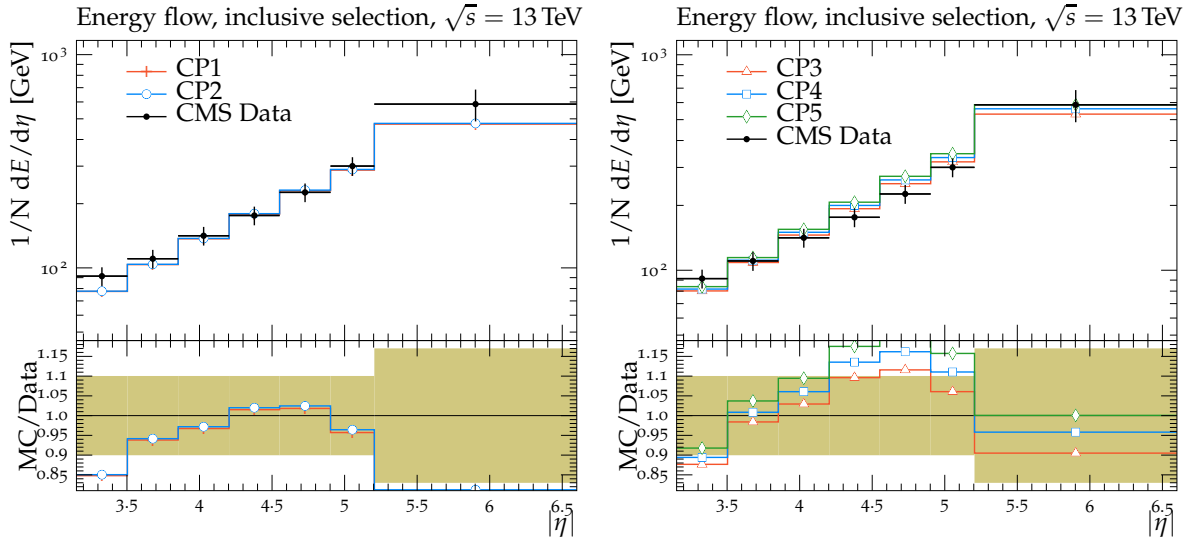 Energy flow, inclusive selection, √s = 13 TeV
1/N dE/dη [GeV]
10³
10²
CP1
CP2
CMS Data
MC/Data
1.15
1.1
1.05
1.0
0.95
0.9
0.85
3.5 4 4.5 5 5.5 6 6.5
|η|
Energy flow, inclusive selection, √s = 13 TeV
1/N dE/dη [GeV]
10³
10²
CP3
CP4
CP5
CMS Data
MC/Data
1.15
1.1
1.05
1.0
0.95
0.9
0.85
3.5 4 4.5 5 5.5 6 6.5
|η|